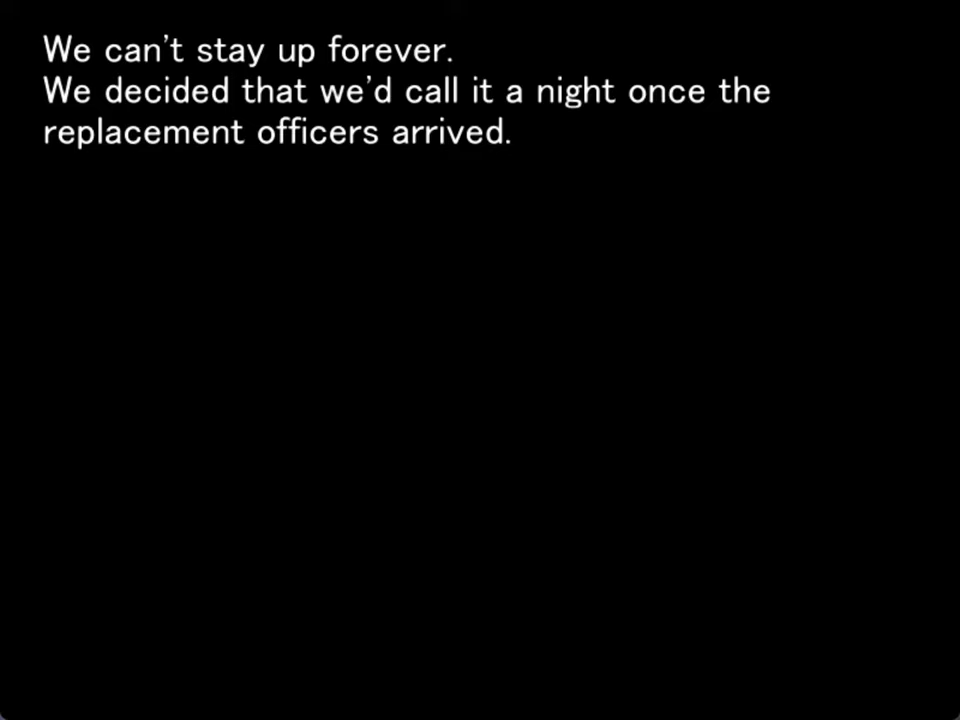 We can't stay up forever.
We decided that we'd call it a night once the
replacement officers arrived.